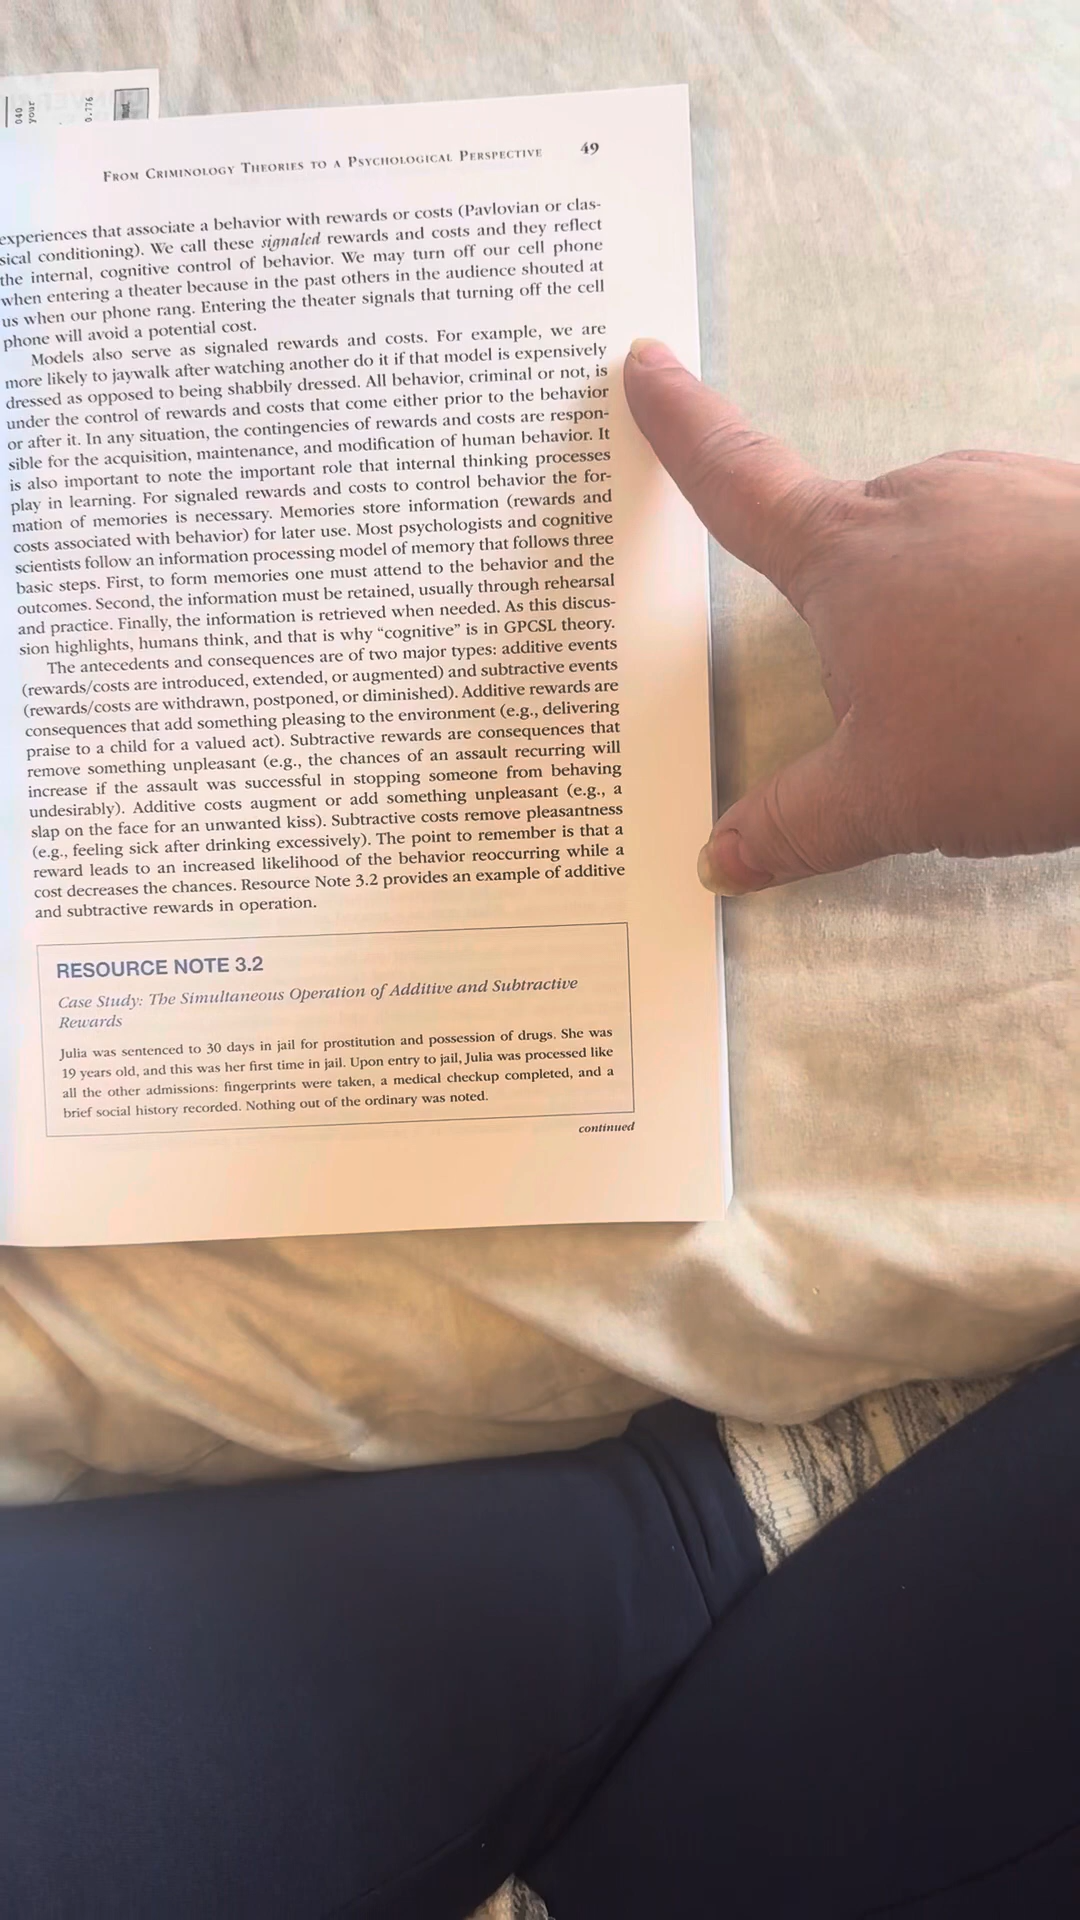 040
your
0.776
FROM CRIMINOLOGY THEORIES TO A PSYCHOLOGICAL PERSPECTIVE 49
experiences that associate a behavior with rewards or costs (Pavlovian or clas-
sical conditioning). We call these signaled rewards and costs and they reflect
the internal, cognitive control of behavior. We may turn off our cell phone
when entering a theater because in the past others in the audience shouted at
us when our phone rang. Entering the theater signals that turning off the cell
phone will avoid a potential cost.
Models also serve as signaled rewards and costs. For example, we are
more likely to jaywalk after watching another do it if that model is expensively
dressed as opposed to being shabbily dressed. All behavior, criminal or not, is
under the control of rewards and costs that come either prior to the behavior
or after it. In any situation, the contingencies of rewards and costs are respon-
sible for the acquisition, maintenance, and modification of human behavior. It
is also important to note the important role that internal thinking processes
play in learning. For signaled rewards and costs to control behavior the for-
mation of memories is necessary. Memories store information (rewards and
costs associated with behavior) for later use. Most psychologists and cognitive
scientists follow an information processing model of memory that follows three
basic steps. First, to form memories one must attend to the behavior and the
outcomes. Second, the information must be retained, usually through rehearsal
and practice. Finally, the information is retrieved when needed. As this discus-
sion highlights, humans think, and that is why “cognitive” is in GPCSL theory.
The antecedents and consequences are of two major types: additive events
(rewards/costs are introduced, extended, or augmented) and subtractive events
(rewards/costs are withdrawn, postponed, or diminished). Additive rewards are
consequences that add something pleasing to the environment (e.g., delivering
praise to a child for a valued act). Subtractive rewards are consequences that
remove something unpleasant (e.g., the chances of an assault recurring will
increase if the assault was successful in stopping someone from behaving
undesirably). Additive costs augment or add something unpleasant (e.g., a
slap on the face for an unwanted kiss). Subtractive costs remove pleasantness
(e.g., feeling sick after drinking excessively). The point to remember is that a
reward leads to an increased likelihood of the behavior reoccurring while a
cost decreases the chances. Resource Note 3.2 provides an example of additive
and subtractive rewards in operation.
RESOURCE NOTE 3.2
Case Study: The Simultaneous Operation of Additive and Subtractive
Rewards
Julia was sentenced to 30 days in jail for prostitution and possession of drugs. She was
19 years old, and this was her first time in jail. Upon entry to jail, Julia was processed like
all the other admissions: fingerprints were taken, a medical checkup completed, and a
brief social history recorded. Nothing out of the ordinary was noted.
continued